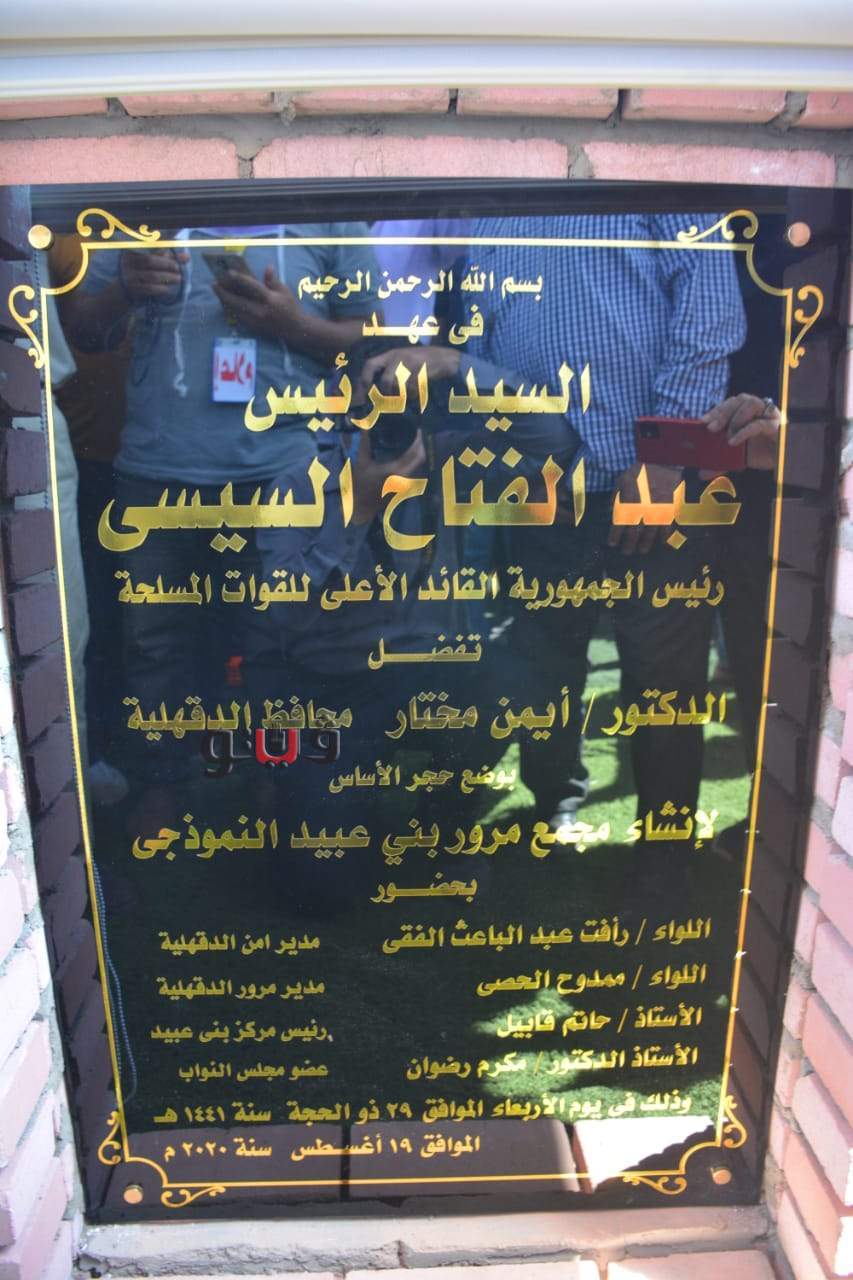 بسم الله الرحمن الرحيم
فى عهد
السيد الرئيس
عبد الفتاح السيسى
رئيس الجمهورية القائد الأعلى للقوات المسلحة
تفضل
الدكتور / أيمن مختار محافظ الدقهلية
فيتو
بوضع حجر الأساس
لإنشاء مجمع مرور بني عبيد النموذجى
بحضور
اللواء / رأفت عبد الباعث الفقى مدير امن الدقهلية
اللواء / ممدوح الحصى مدير مرور الدقهلية
الأستاذ / حاتم قابيل رئيس مركز بنى عبيد
الأستاذ الدكتور / مكرم رضوان عضو مجلس النواب
وذلك فى يوم الأربعاء الموافق ٢٩ ذو الحجة سنة ١٤٤١ هـ
الموافق ١٩ أغسطس سنة ٢٠٢٠ م